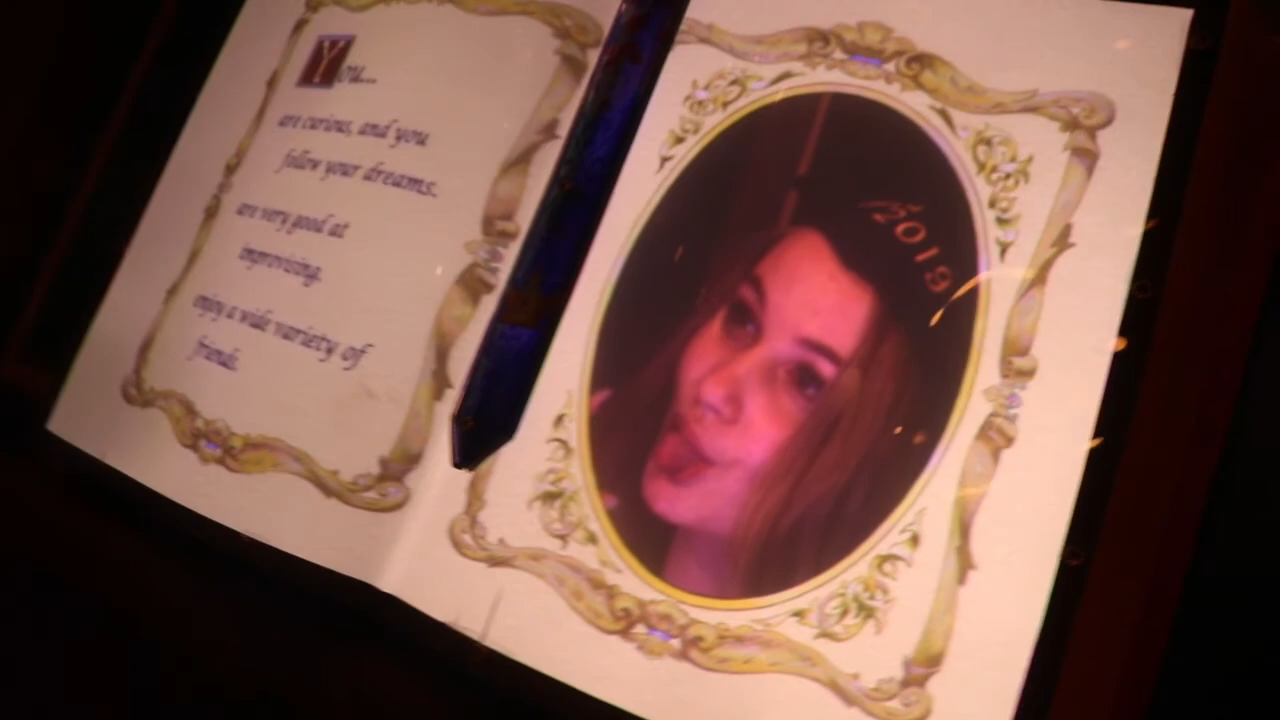 You...
are curious, and you
follow your dreams.
are very good at
improvising.
enjoy a wide variety of
friends.
2019